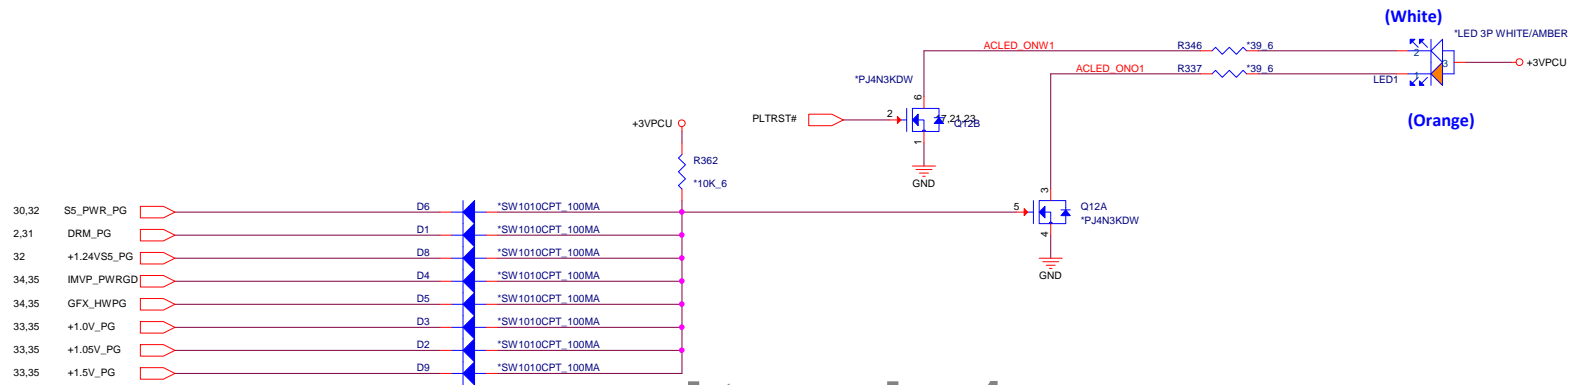 (White)
*LED 3P WHITE/AMBER
ACLED_ONW1
R346
*39_6
2
ACLED_ONO1
R337
*39_6
1
3
+3VPCU
LED1
*PJ4N3KDW
6
(Orange)
PLTRST#
2
17,21,23
Q12B
+3VPCU
1
R362
GND
*10K_6
3
30,32 S5_PWR_PG D6 *SW1010CPT_100MA
5
Q12A
*PJ4N3KDW
2,31 DRM_PG D1 *SW1010CPT_100MA
4
32 +1.24VS5_PG D8 *SW1010CPT_100MA
GND
34,35 IMVP_PWRGD D4 *SW1010CPT_100MA
34,35 GFX_HWPG D5 *SW1010CPT_100MA
33,35 +1.0V_PG D3 *SW1010CPT_100MA
33,35 +1.05V_PG D2 *SW1010CPT_100MA
33,35 +1.5V_PG D9 *SW1010CPT_100MA